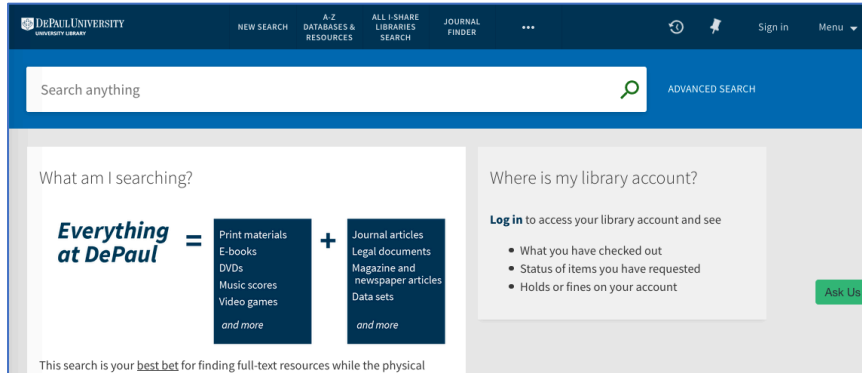 DEPAUL UNIVERSITY
UNIVERSITY LIBRARY
NEW SEARCH
A-Z
DATABASES &
RESOURCES
ALL I-SHARE
LIBRARIES
SEARCH
JOURNAL
FINDER
•••
Sign in
Menu
Search anything
ADVANCED SEARCH
What am I searching?
Everything
at DePaul
=
Print materials
E-books
DVDs
Music scores
Video games
and more
+
Journal articles
Legal documents
Magazine and
newspaper articles
Data sets
and more
This search is your best bet for finding full-text resources while the physical
Where is my library account?
Log in to access your library account and see
• What you have checked out
• Status of items you have requested
• Holds or fines on your account
Ask Us